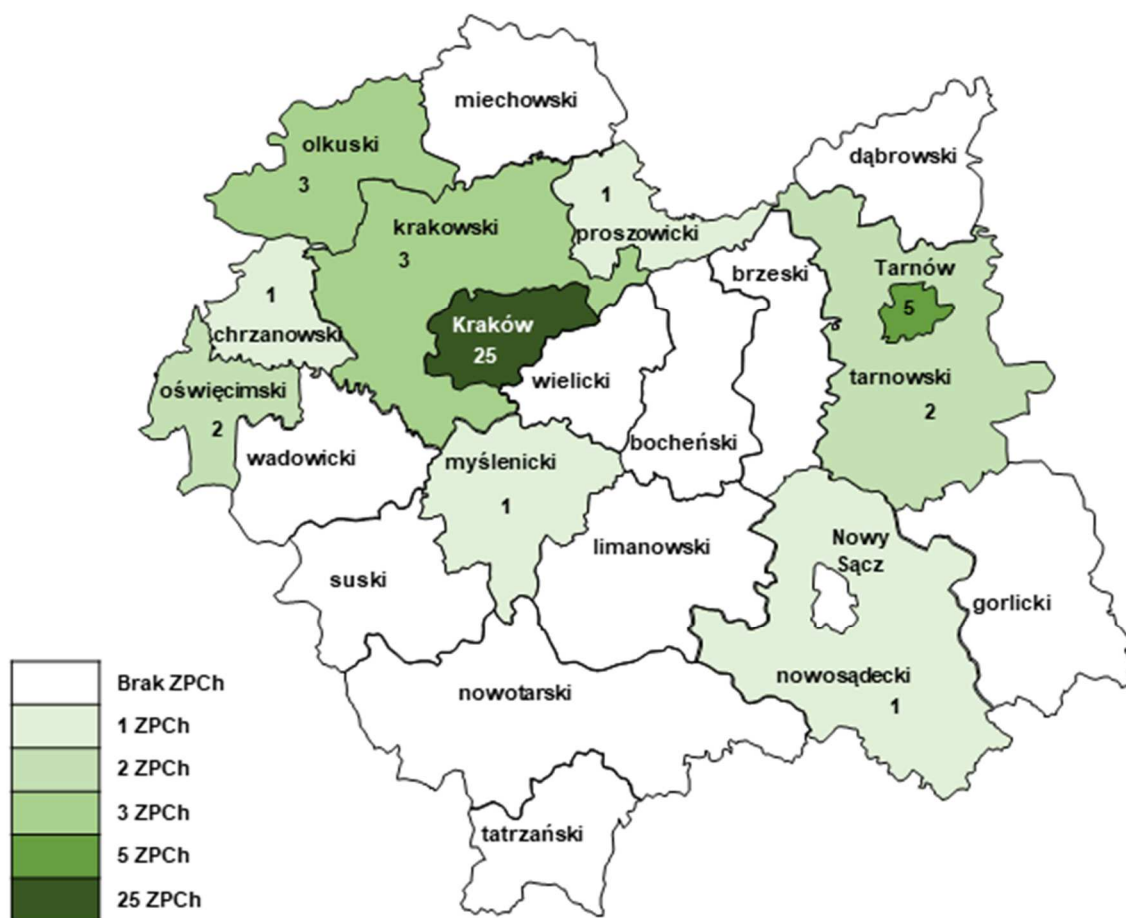 miechowski
olkuski
3
dąbrowski
1
proszowicki
krakowski
3
brzeski
Tarnów
5
1
chrzanowski
Kraków
25
wielicki
tarnowski
2
oświęcimski
2
wadowicki
bocheński
myślenicki
1
limanowski
Nowy
Sącz
suski
gorlicki
nowotarski
nowosądecki
1
tatrzański
Brak ZPCh
1 ZPCh
2 ZPCh
3 ZPCh
5 ZPCh
25 ZPCh